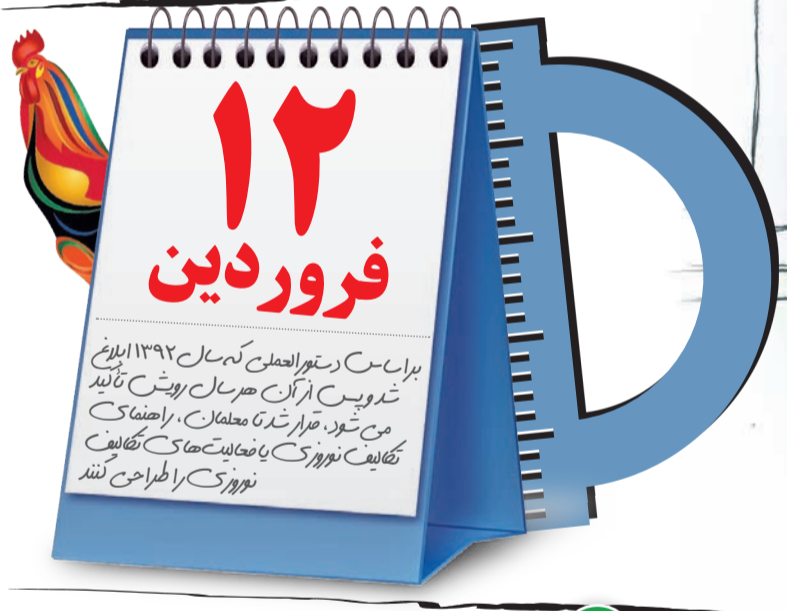 ۱۲
فروردین
براساس دستورالعملی که سال ۱۳۹۲ ابلاغ
شد و پس از آن هر سال رویش تأکید
می شود، قرار شد تا معلمان، راهنمای
تکالیف نوروزی یا فعالیت های تکالیف
نوروزی را طراحی کنند